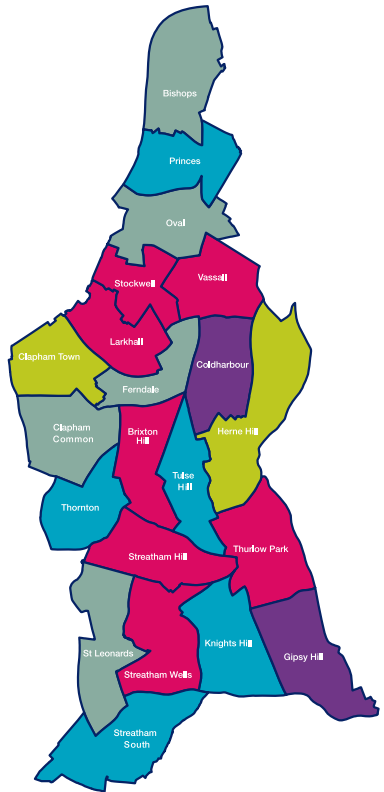 Bishops
Princes
Oval
Stockwell
Vassall
Larkhall
Clapham Town
Coldharbour
Ferndale
Clapham
Common
Brixton
Hill
Herne Hill
Tulse
Hill
Thornton
Streatham Hill
Thurlow Park
Knights Hill
St Leonards
Gipsy Hill
Streatham Wells
Streatham
South